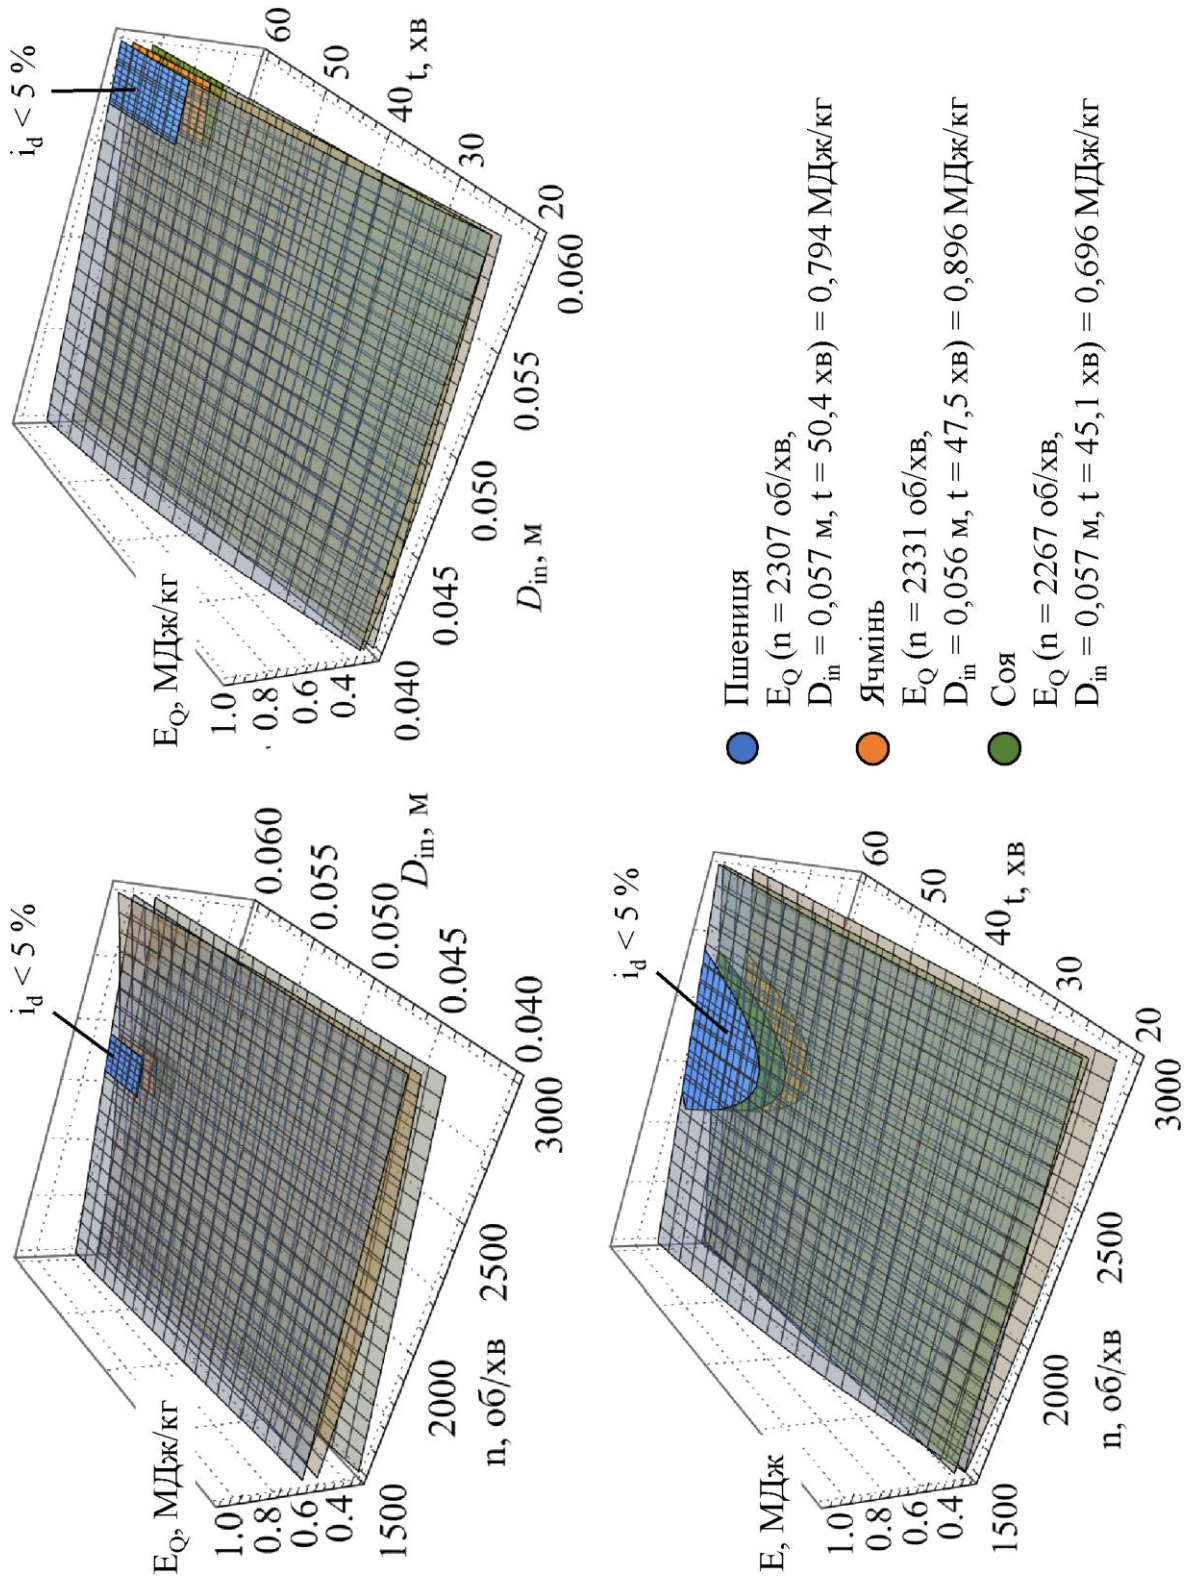 E_Q, МДж/кг
i_d < 5 %
1.0
0.8
0.6
0.4
1500
2000
2500
3000
n, об/хв
0.040
0.045
0.050
0.055
0.060
D_in, м
E_Q, МДж/кг
i_d < 5 %
1.0
0.8
0.6
0.4
0.040
0.045
0.050
0.055
0.060
D_in, м
20
30
40
50
60
t, хв
E, МДж
i_d < 5 %
1.0
0.8
0.6
0.4
1500
2000
2500
3000
n, об/хв
20
30
40
50
60
t, хв
Пшениця
E_Q (n = 2307 об/хв,
D_in = 0,057 м, t = 50,4 хв) = 0,794 МДж/кг
Ячмінь
E_Q (n = 2331 об/хв,
D_in = 0,056 м, t = 47,5 хв) = 0,896 МДж/кг
Соя
E_Q (n = 2267 об/хв,
D_in = 0,057 м, t = 45,1 хв) = 0,696 МДж/кг